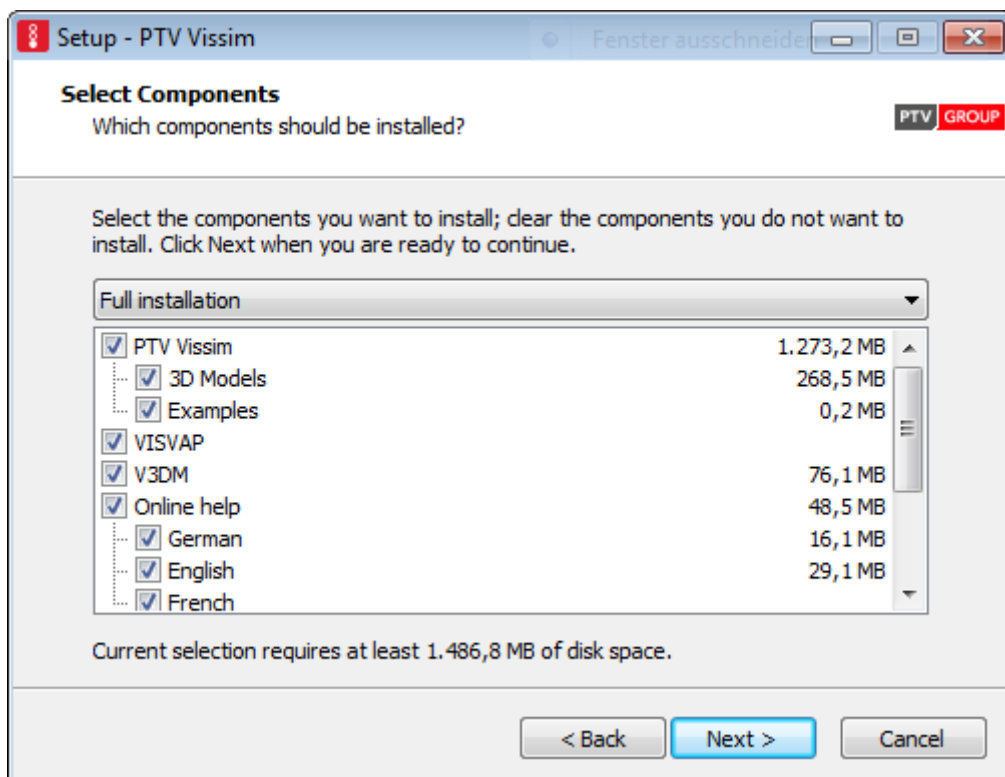 Setup - PTV Vissim
Fenster ausschneiden
Select Components
Which components should be installed?
PTV GROUP
Select the components you want to install; clear the components you do not want to
install. Click Next when you are ready to continue.
Full installation
PTV Vissim 1.273,2 MB
3D Models 268,5 MB
Examples 0,2 MB
VISVAP
V3DM 76,1 MB
Online help 48,5 MB
German 16,1 MB
English 29,1 MB
French
Current selection requires at least 1.486,8 MB of disk space.
< Back Next > Cancel